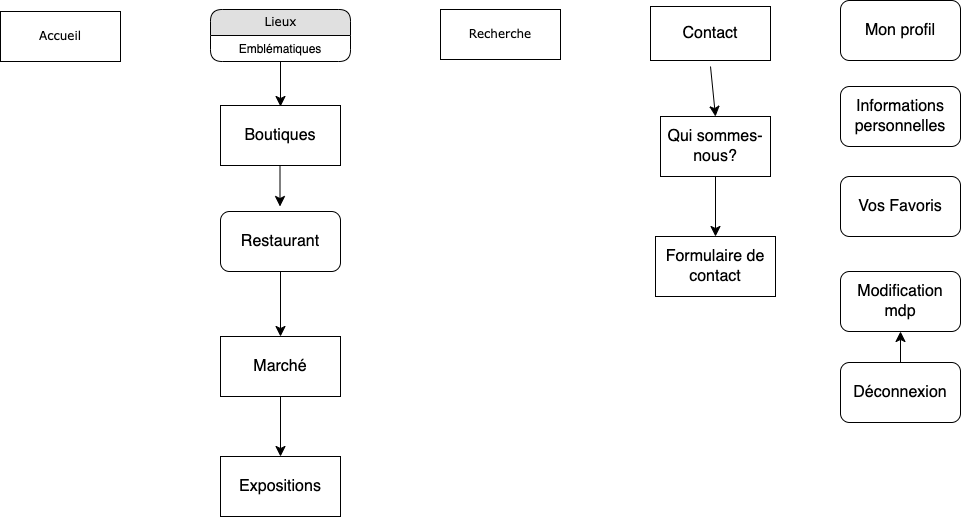 Accueil
Lieux
Emblématiques
Recherche
Contact
Mon profil
Boutiques
Qui sommes-
nous?
Informations
personnelles
Restaurant
Formulaire de
contact
Vos Favoris
Marché
Modification
mdp
Expositions
Déconnexion